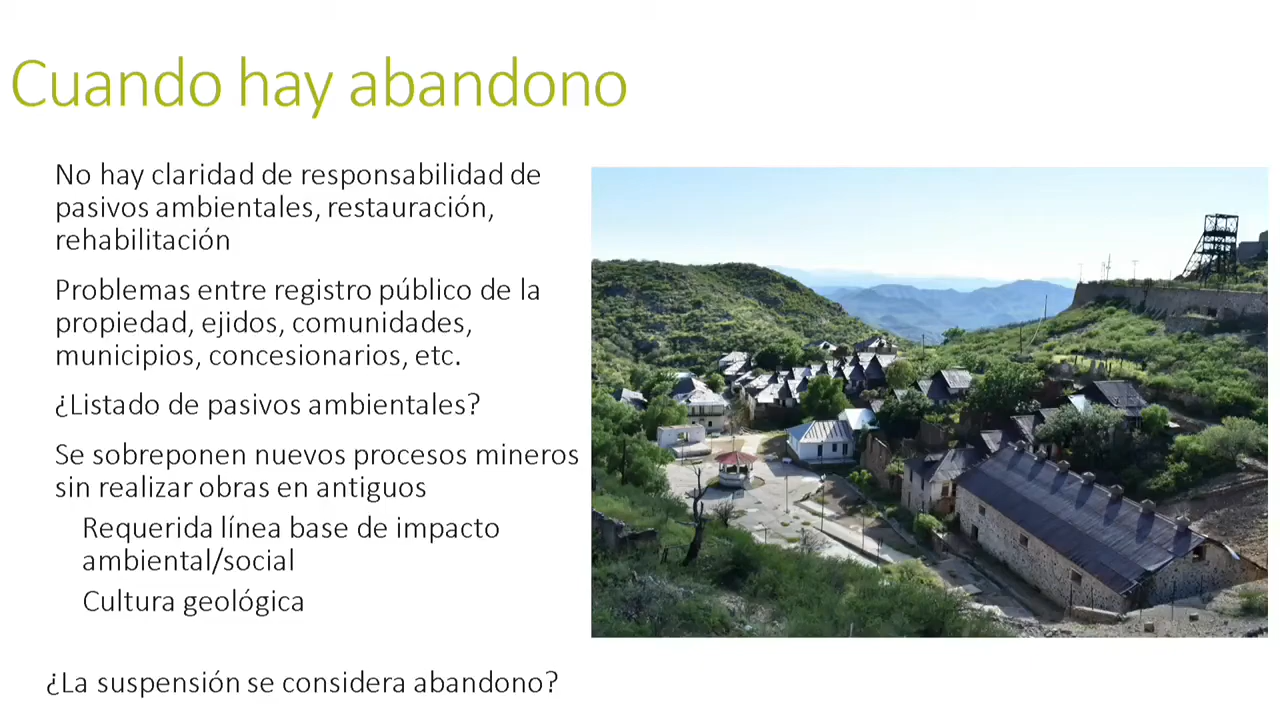 Cuando hay abandono
No hay claridad de responsabilidad de
pasivos ambientales, restauración,
rehabilitación
Problemas entre registro público de la
propiedad, ejidos, comunidades,
municipios, concesionarios, etc.
¿Listado de pasivos ambientales?
Se sobreponen nuevos procesos mineros
sin realizar obras en antiguos
Requerida línea base de impacto
ambiental/social
Cultura geológica
¿La suspensión se considera abandono?